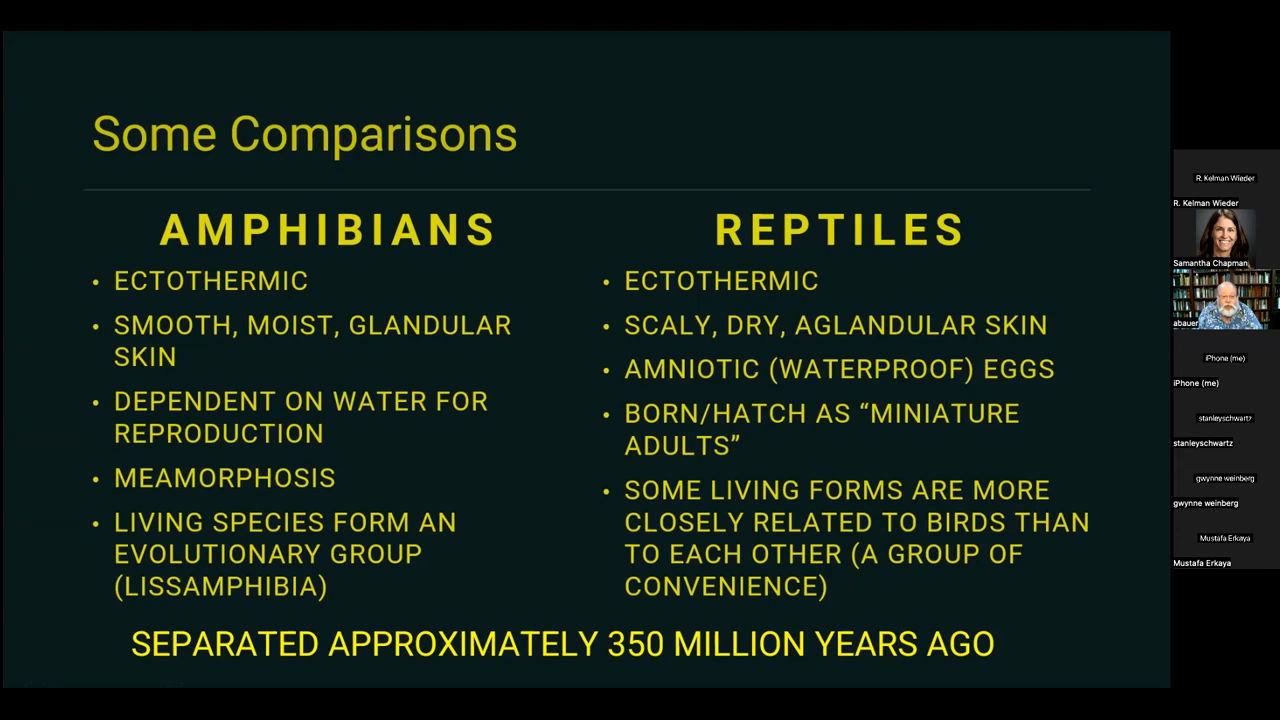 Some Comparisons
AMPHIBIANS
• ECTOTHERMIC
• SMOOTH, MOIST, GLANDULAR
SKIN
• DEPENDENT ON WATER FOR
REPRODUCTION
• MEAMORPHOSIS
• LIVING SPECIES FORM AN
EVOLUTIONARY GROUP
(LISSAMPHIBIA)
REPTILES
• ECTOTHERMIC
• SCALY, DRY, AGLANDULAR SKIN
• AMNIOTIC (WATERPROOF) EGGS
• BORN/HATCH AS “MINIATURE
ADULTS”
• SOME LIVING FORMS ARE MORE
CLOSELY RELATED TO BIRDS THAN
TO EACH OTHER (A GROUP OF
CONVENIENCE)
SEPARATED APPROXIMATELY 350 MILLION YEARS AGO
R. Kelman Wieder
R. Kelman Wieder
Samantha Chapman
abauer
iPhone (me)
iPhone (me)
stanleyschwartz
stanleyschwartz
gwynne weinberg
gwynne weinberg
Mustafa Erkaya
Mustafa Erkaya